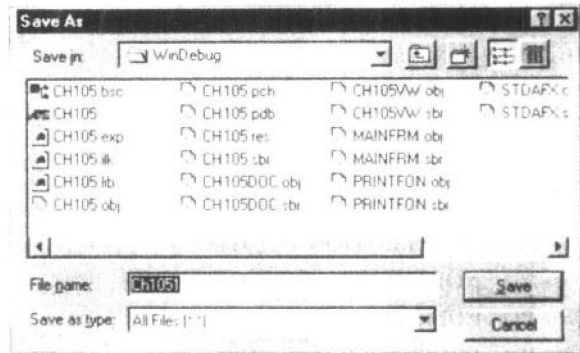 Save As
Save in: WinDebug
CH105.bsc CH105.pch CH105VW.obj STDAFX.c
CH105 CH105.pdb CH105VW.sbr STDAFX.s
CH105.exp CH105.res MAINFRM.obj
CH105.ilk CH105.sbr MAINFRM.sbr
CH105.lib CH105DOC.obj PRINTFON.obj
CH105.obj CH105DOC.sbr PRINTFON.sbr
File name: Ch1051 Save
Save as type: All Files (*.*) Cancel